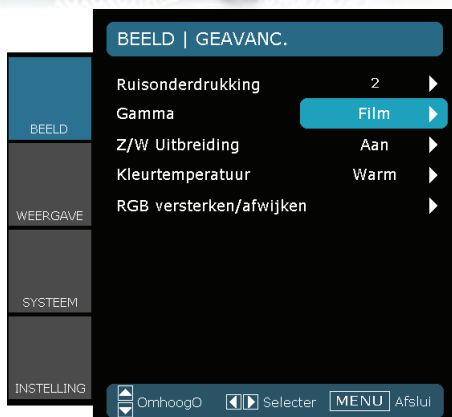 BEELD | GEAVANC.
Ruisonderdrukking 2
Gamma Film
Z/W Uitbreiding Aan
Kleurtemperatuur Warm
RGB versterken/afwijken
BEELD
WEERGAVE
SYSTEEM
INSTELLING
OmhoogO Selecter MENU Afslui